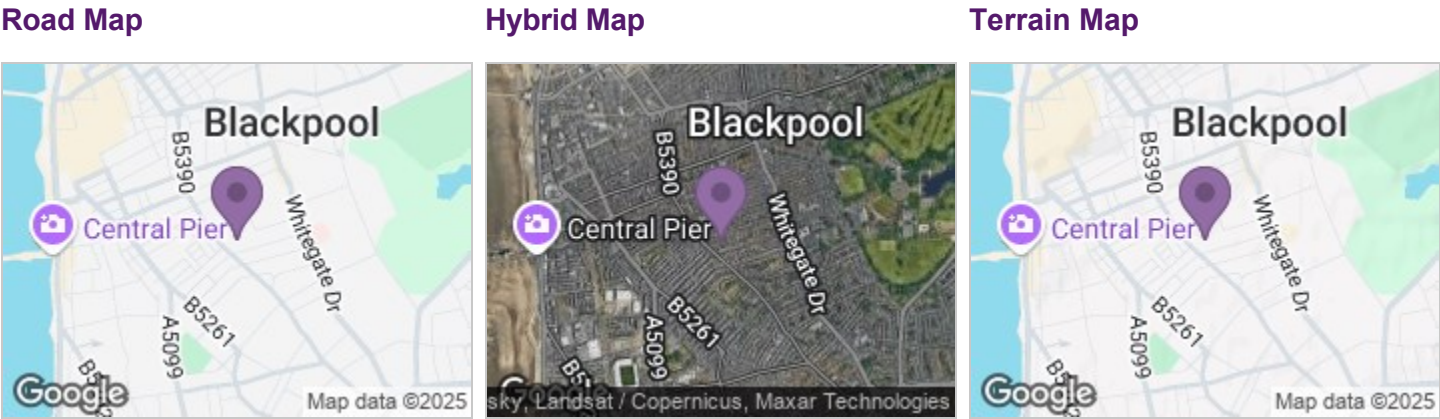 Road Map
Blackpool
B5390
Central Pier
Whitegate Dr
B5261
A5099
Google
Map data ©2025
Hybrid Map
Blackpool
B5390
Central Pier
Whitegate Dr
B5261
A5099
Google
sky, Landsat / Copernicus, Maxar Technologies
Terrain Map
Blackpool
B5390
Central Pier
Whitegate Dr
B5261
A5099
Google
Map data ©2025